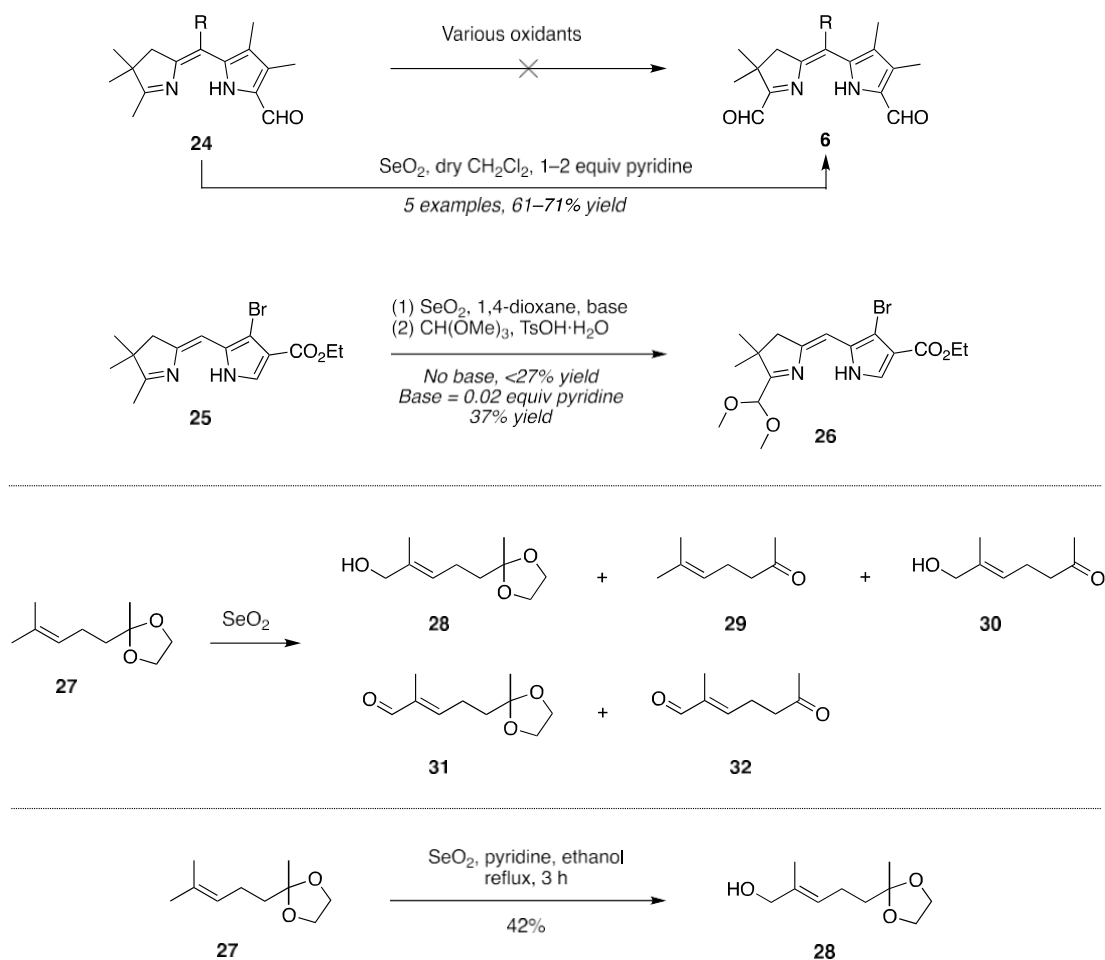 R
Various oxidants
R
N
HN
CHO
24
OHC
N
HN
CHO
6
SeO2, dry CH2Cl2, 1–2 equiv pyridine
5 examples, 61–71% yield
Br
CO2Et
N
HN
25
(1) SeO2, 1,4-dioxane, base
(2) CH(OMe)3, TsOH·H2O
No base, <27% yield
Base = 0.02 equiv pyridine
37% yield
Br
CO2Et
N
HN
O
O
26
O
O
27
SeO2
HO
O
O
28
+
O
29
+
HO
O
30
O
O
O
31
+
O
O
32
O
O
27
SeO2, pyridine, ethanol
reflux, 3 h
42%
HO
O
O
28